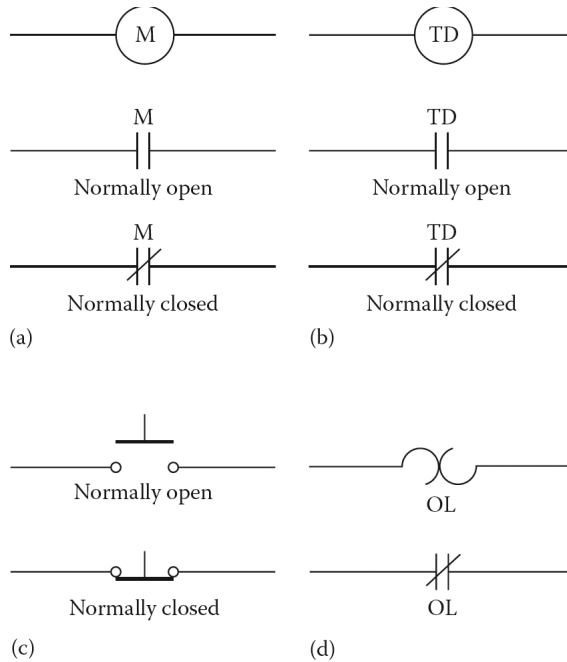 M
TD
M
TD
Normally open
Normally open
M
TD
Normally closed
Normally closed
(a)
(b)
Normally open
OL
Normally closed
OL
(c)
(d)